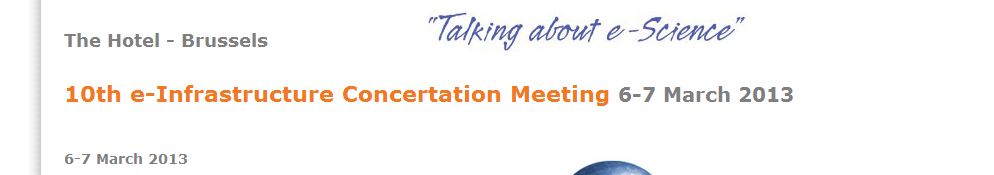 "Talking about e-Science"
The Hotel - Brussels
10th e-Infrastructure Concertation Meeting 6-7 March 2013
6-7 March 2013